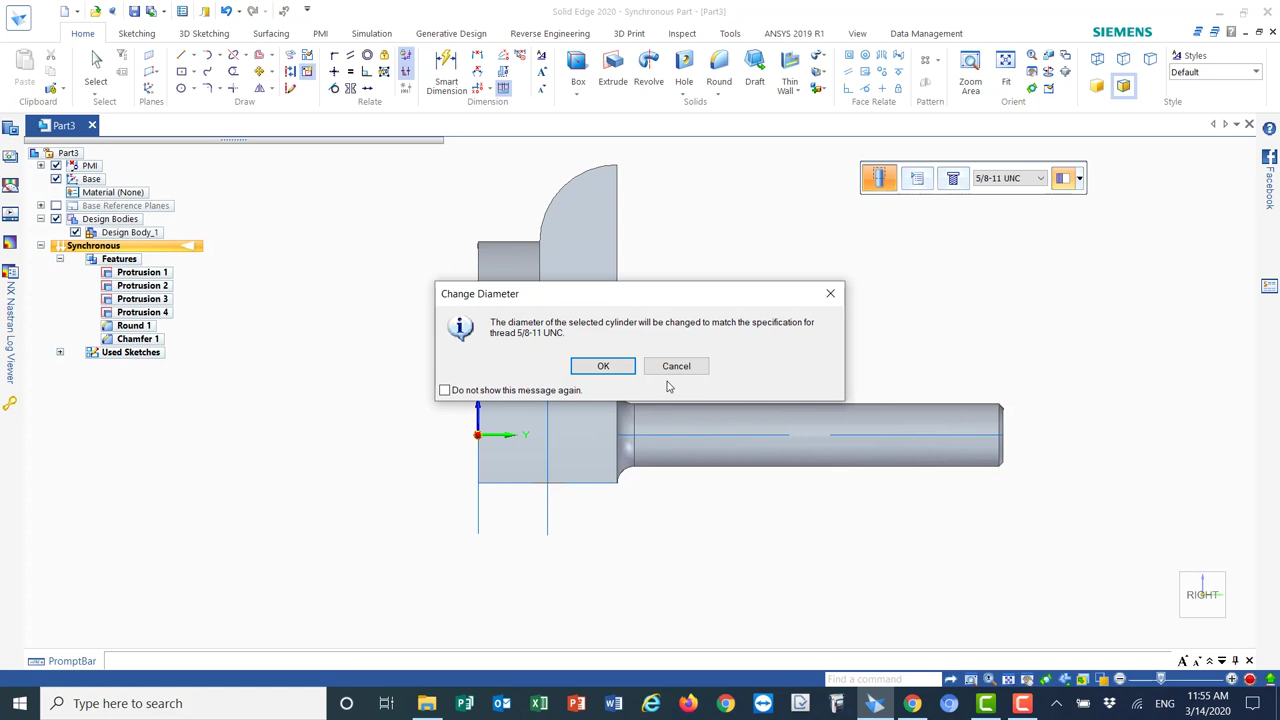 Solid Edge 2020 - Synchronous Part - [Part3]
Home
Sketching
3D Sketching
Surfacing
PMI
Simulation
Generative Design
Reverse Engineering
3D Print
Inspect
Tools
ANSYS 2019 R1
View
Data Management
SIEMENS
Paste
Select
Smart
Dimension
Box
Extrude
Revolve
Hole
Round
Draft
Thin
Wall
Zoom
Area
Fit
Styles
Default
Clipboard
Select
Planes
Draw
Relate
Dimension
Solids
Face Relate
Pattern
Orient
Style
Part3
Part3
PMI
Base
Material (None)
Base Reference Planes
Design Bodies
Design Body_1
Synchronous
Features
Protrusion 1
Protrusion 2
Protrusion 3
Protrusion 4
Round 1
Chamfer 1
Used Sketches
NX Nastran Log Viewer
5/8-11 UNC
Facebook
Change Diameter
The diameter of the selected cylinder will be changed to match the specification for
thread 5/8-11 UNC.
OK
Cancel
Do not show this message again.
Y
RIGHT
PromptBar
Find a command
Type here to search
ENG
11:55 AM
3/14/2020